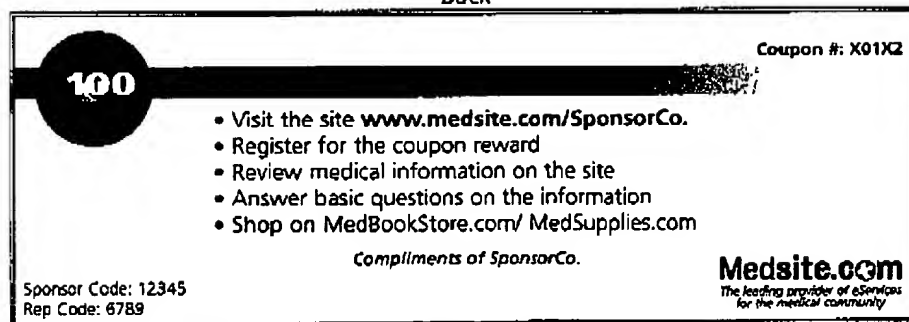 Back
Coupon #: X01X2
100
• Visit the site www.medsite.com/SponsorCo.
• Register for the coupon reward
• Review medical information on the site
• Answer basic questions on the information
• Shop on MedBookStore.com/ MedSupplies.com
Compliments of SponsorCo.
Medsite.com
The leading provider of eServices
for the medical community
Sponsor Code: 12345
Rep Code: 6789